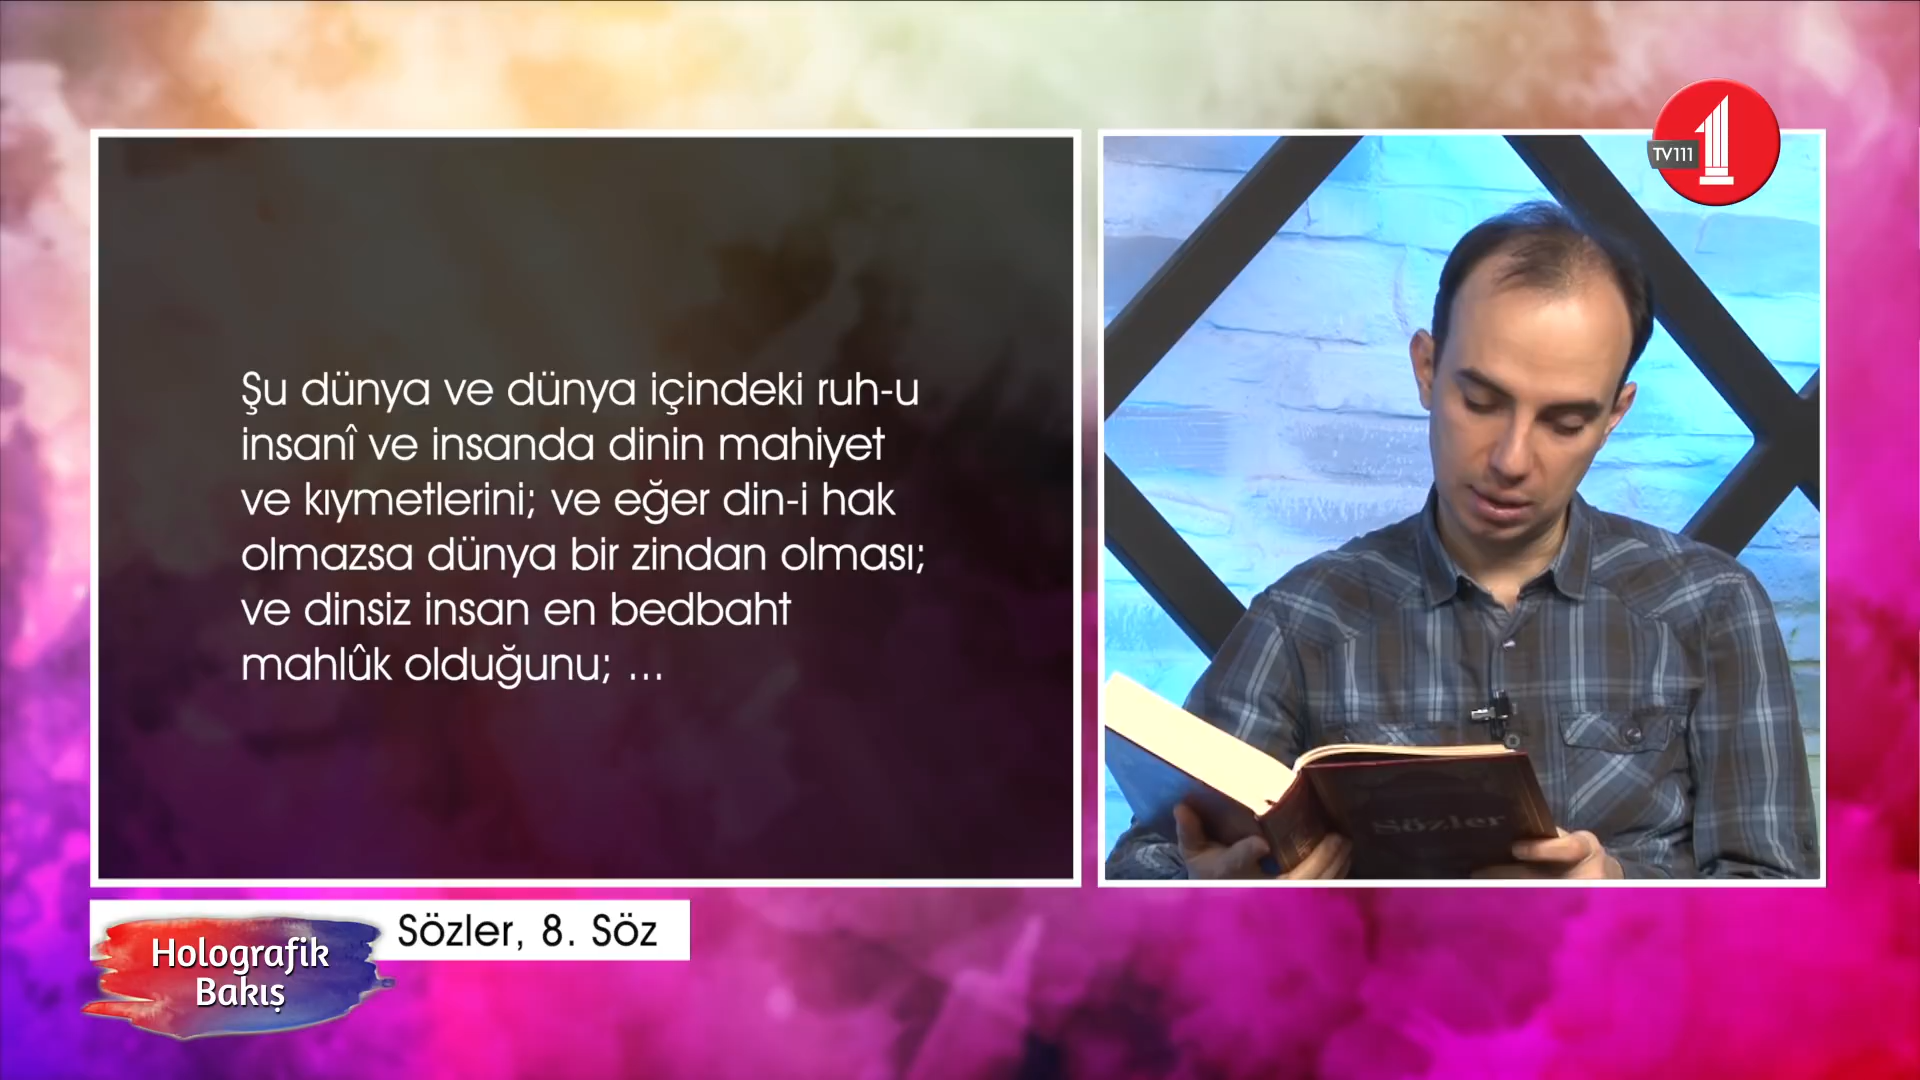 TV111
Şu dünya ve dünya içindeki ruh-u
insanî ve insanda dinin mahiyet
ve kıymetlerini; ve eğer din-i hak
olmazsa dünya bir zindan olması;
ve dinsiz insan en bedbaht
mahlûk olduğunu; ...
Sözler
Sözler, 8. Söz
Holografik
Bakış